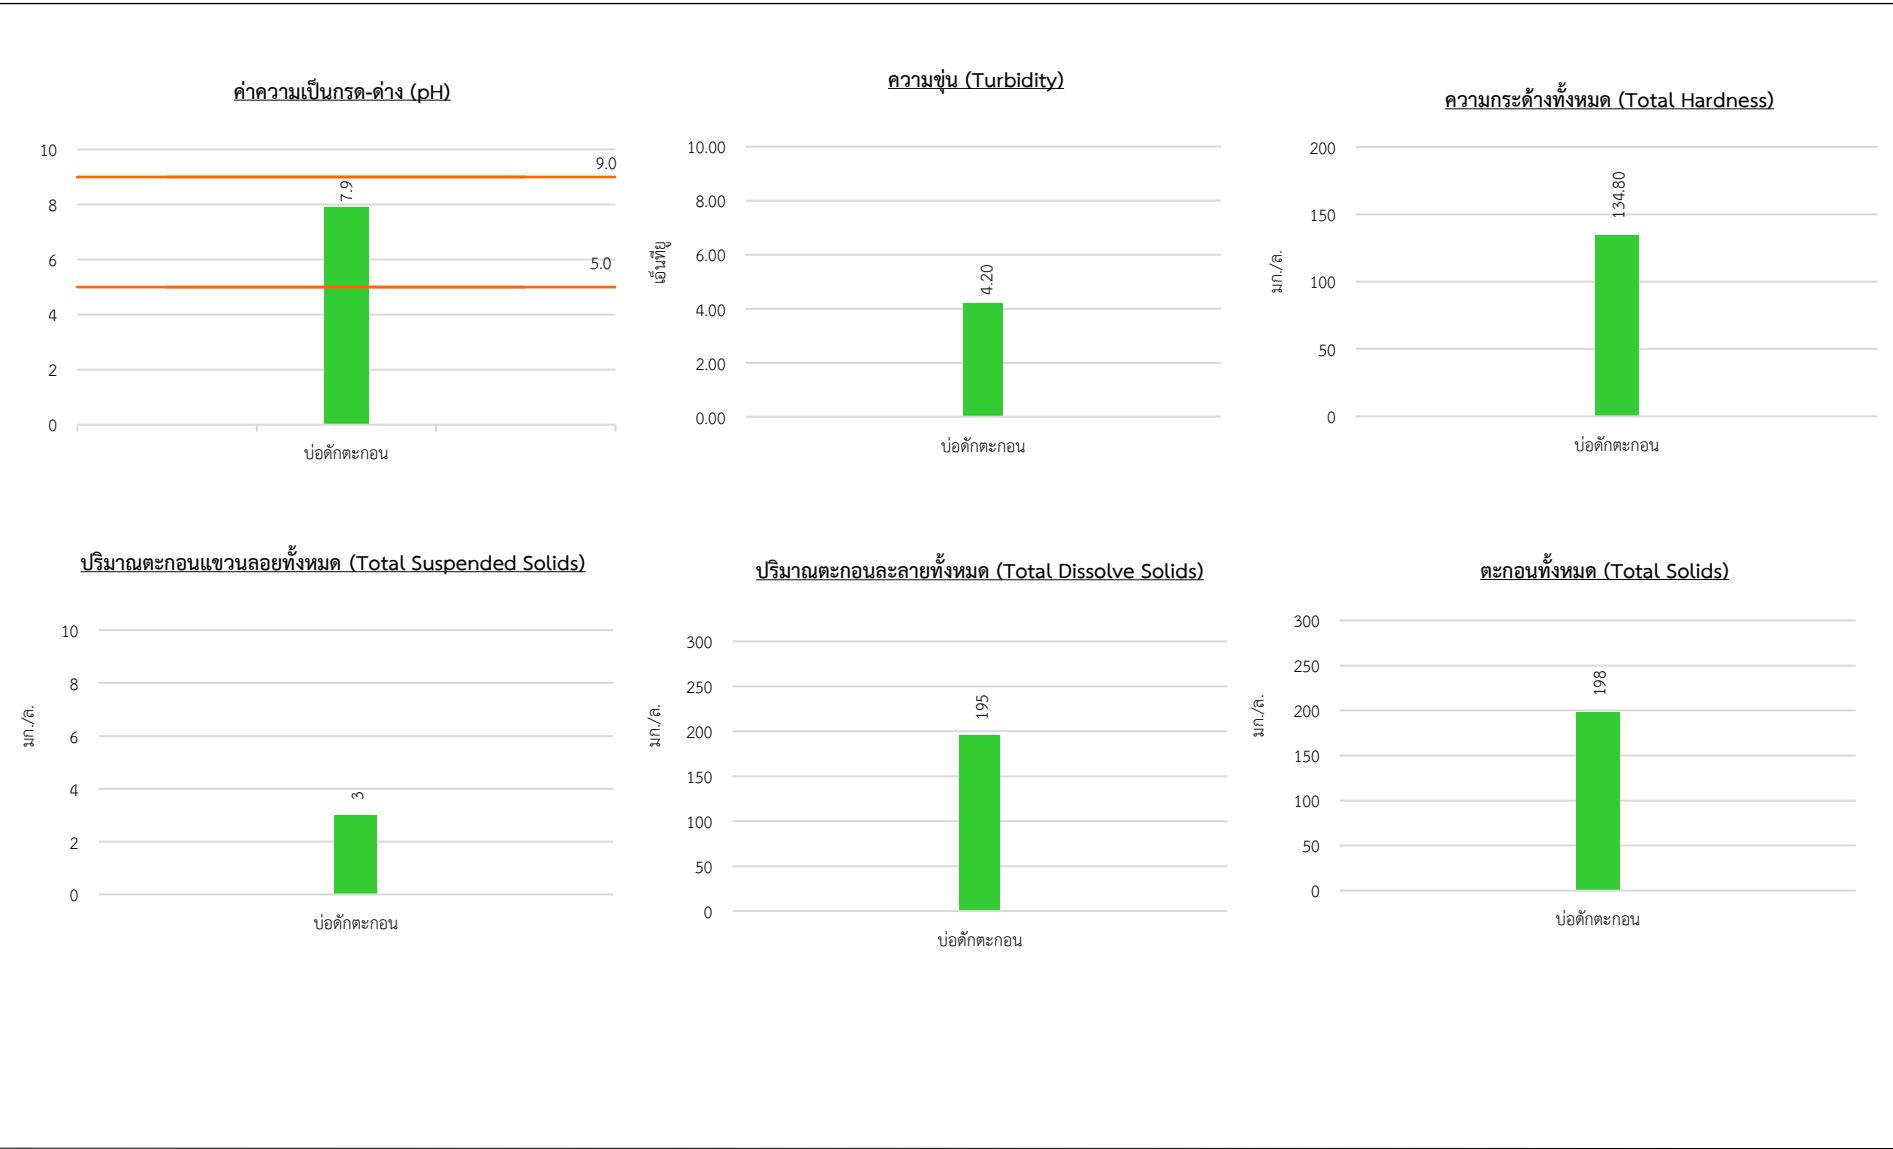 ค่าความเป็นกรด-ด่าง (pH)
10
8
6
4
2
0
9.0
7.9
5.0
บ่อดักตะกอน
ความขุ่น (Turbidity)
เอ็นทียู
10.00
8.00
6.00
4.00
2.00
0.00
4.20
บ่อดักตะกอน
ความกระด้างทั้งหมด (Total Hardness)
มก./ล.
200
150
100
50
0
134.80
บ่อดักตะกอน
ปริมาณตะกอนแขวนลอยทั้งหมด (Total Suspended Solids)
มก./ล.
10
8
6
4
2
0
3
บ่อดักตะกอน
ปริมาณตะกอนละลายทั้งหมด (Total Dissolve Solids)
มก./ล.
300
250
200
150
100
50
0
195
บ่อดักตะกอน
ตะกอนทั้งหมด (Total Solids)
มก./ล.
300
250
200
150
100
50
0
198
บ่อดักตะกอน